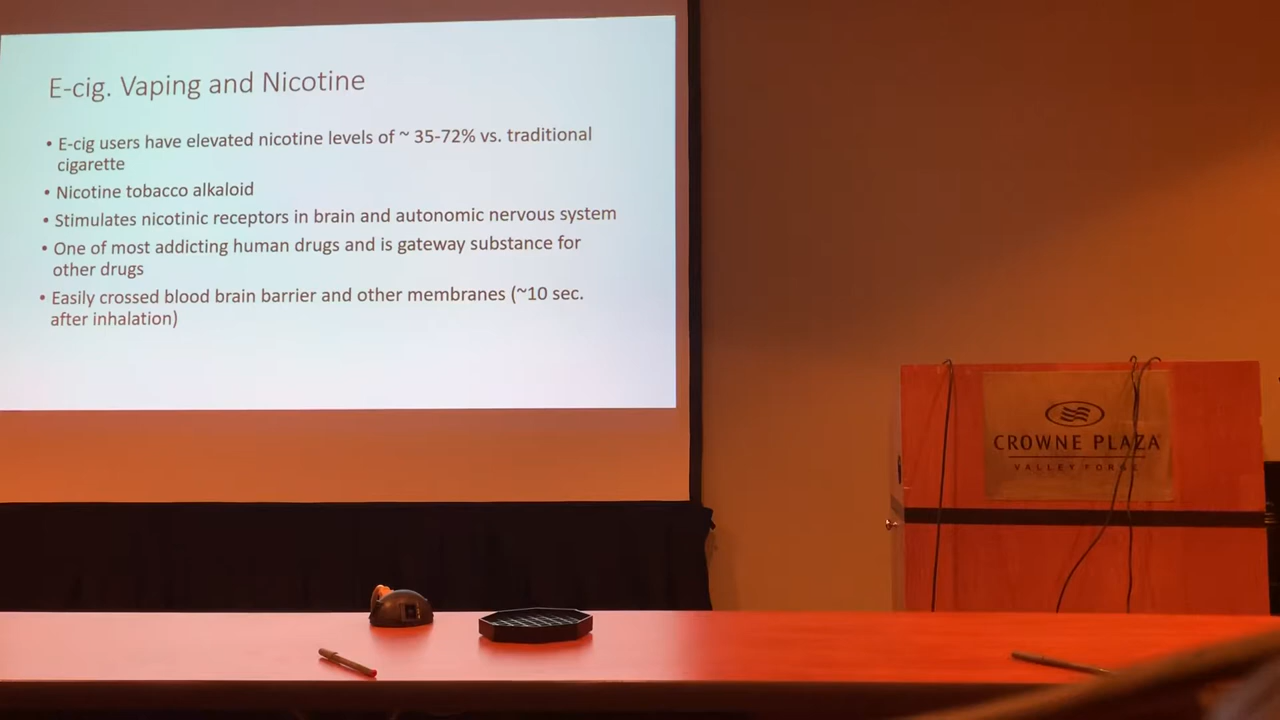 E-cig. Vaping and Nicotine
• E-cig users have elevated nicotine levels of ~ 35-72% vs. traditional
cigarette
• Nicotine tobacco alkaloid
• Stimulates nicotinic receptors in brain and autonomic nervous system
• One of most addicting human drugs and is gateway substance for
other drugs
• Easily crossed blood brain barrier and other membranes (~10 sec.
after inhalation)
CROWNE PLAZA
VALLEY FORGE